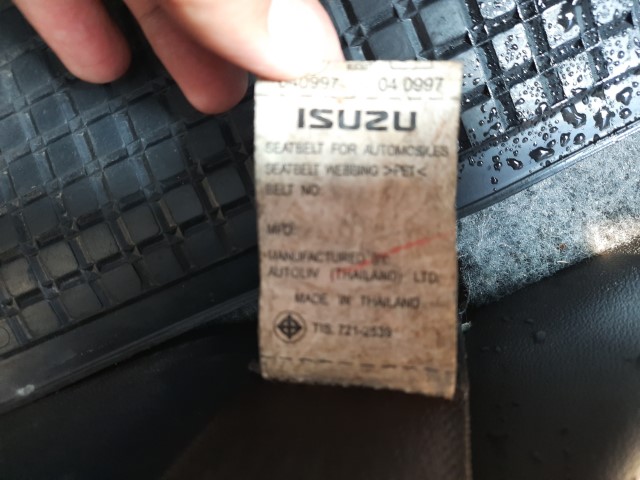 040997 04 0997
ISUZU
SEATBELT FOR AUTOMOBILES
SEATBELT WEBBING >PET<
BELT NO
MFD
MANUFACTURED BY
AUTOLIV (THAILAND) LTD.
MADE IN THAILAND
TIS. 721-2539